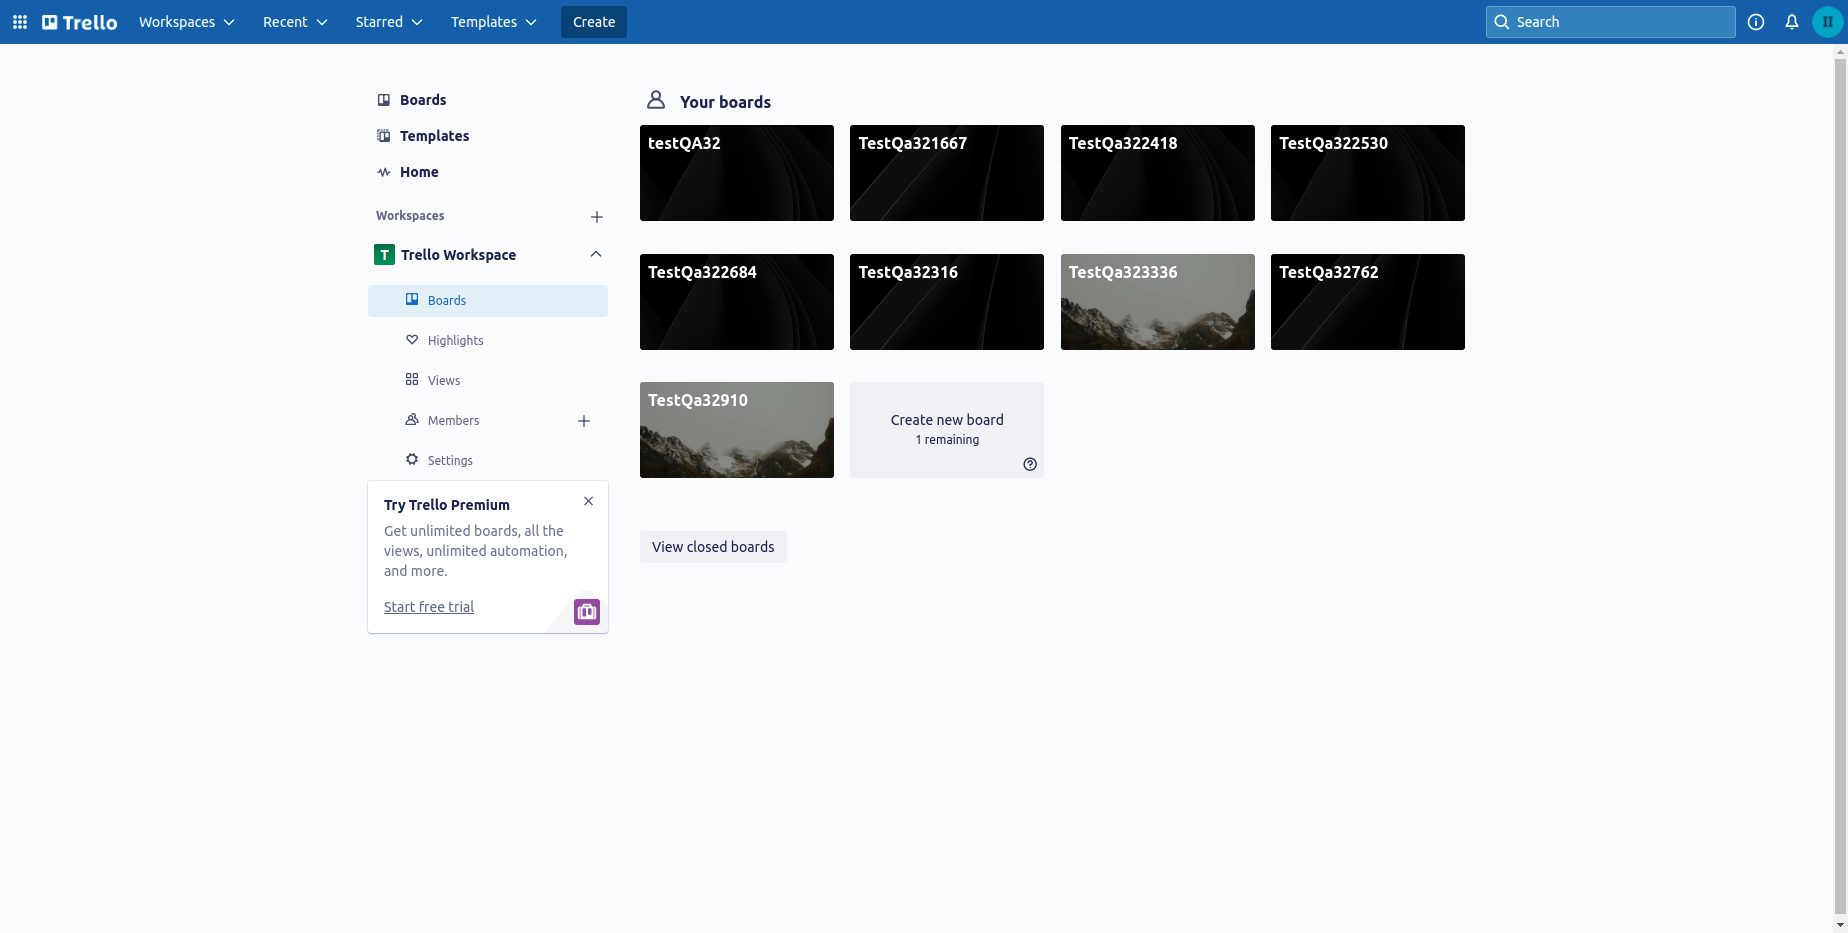 Trello Workspaces Recent Starred Templates Create Search II
Boards
Templates
Home
Workspaces
T Trello Workspace
Boards
Highlights
Views
Members
Settings
Try Trello Premium
Get unlimited boards, all the
views, unlimited automation,
and more.
Start free trial
Your boards
testQA32 TestQa321667 TestQa322418 TestQa322530
TestQa322684 TestQa32316 TestQa323336 TestQa32762
TestQa32910
Create new board
1 remaining
View closed boards